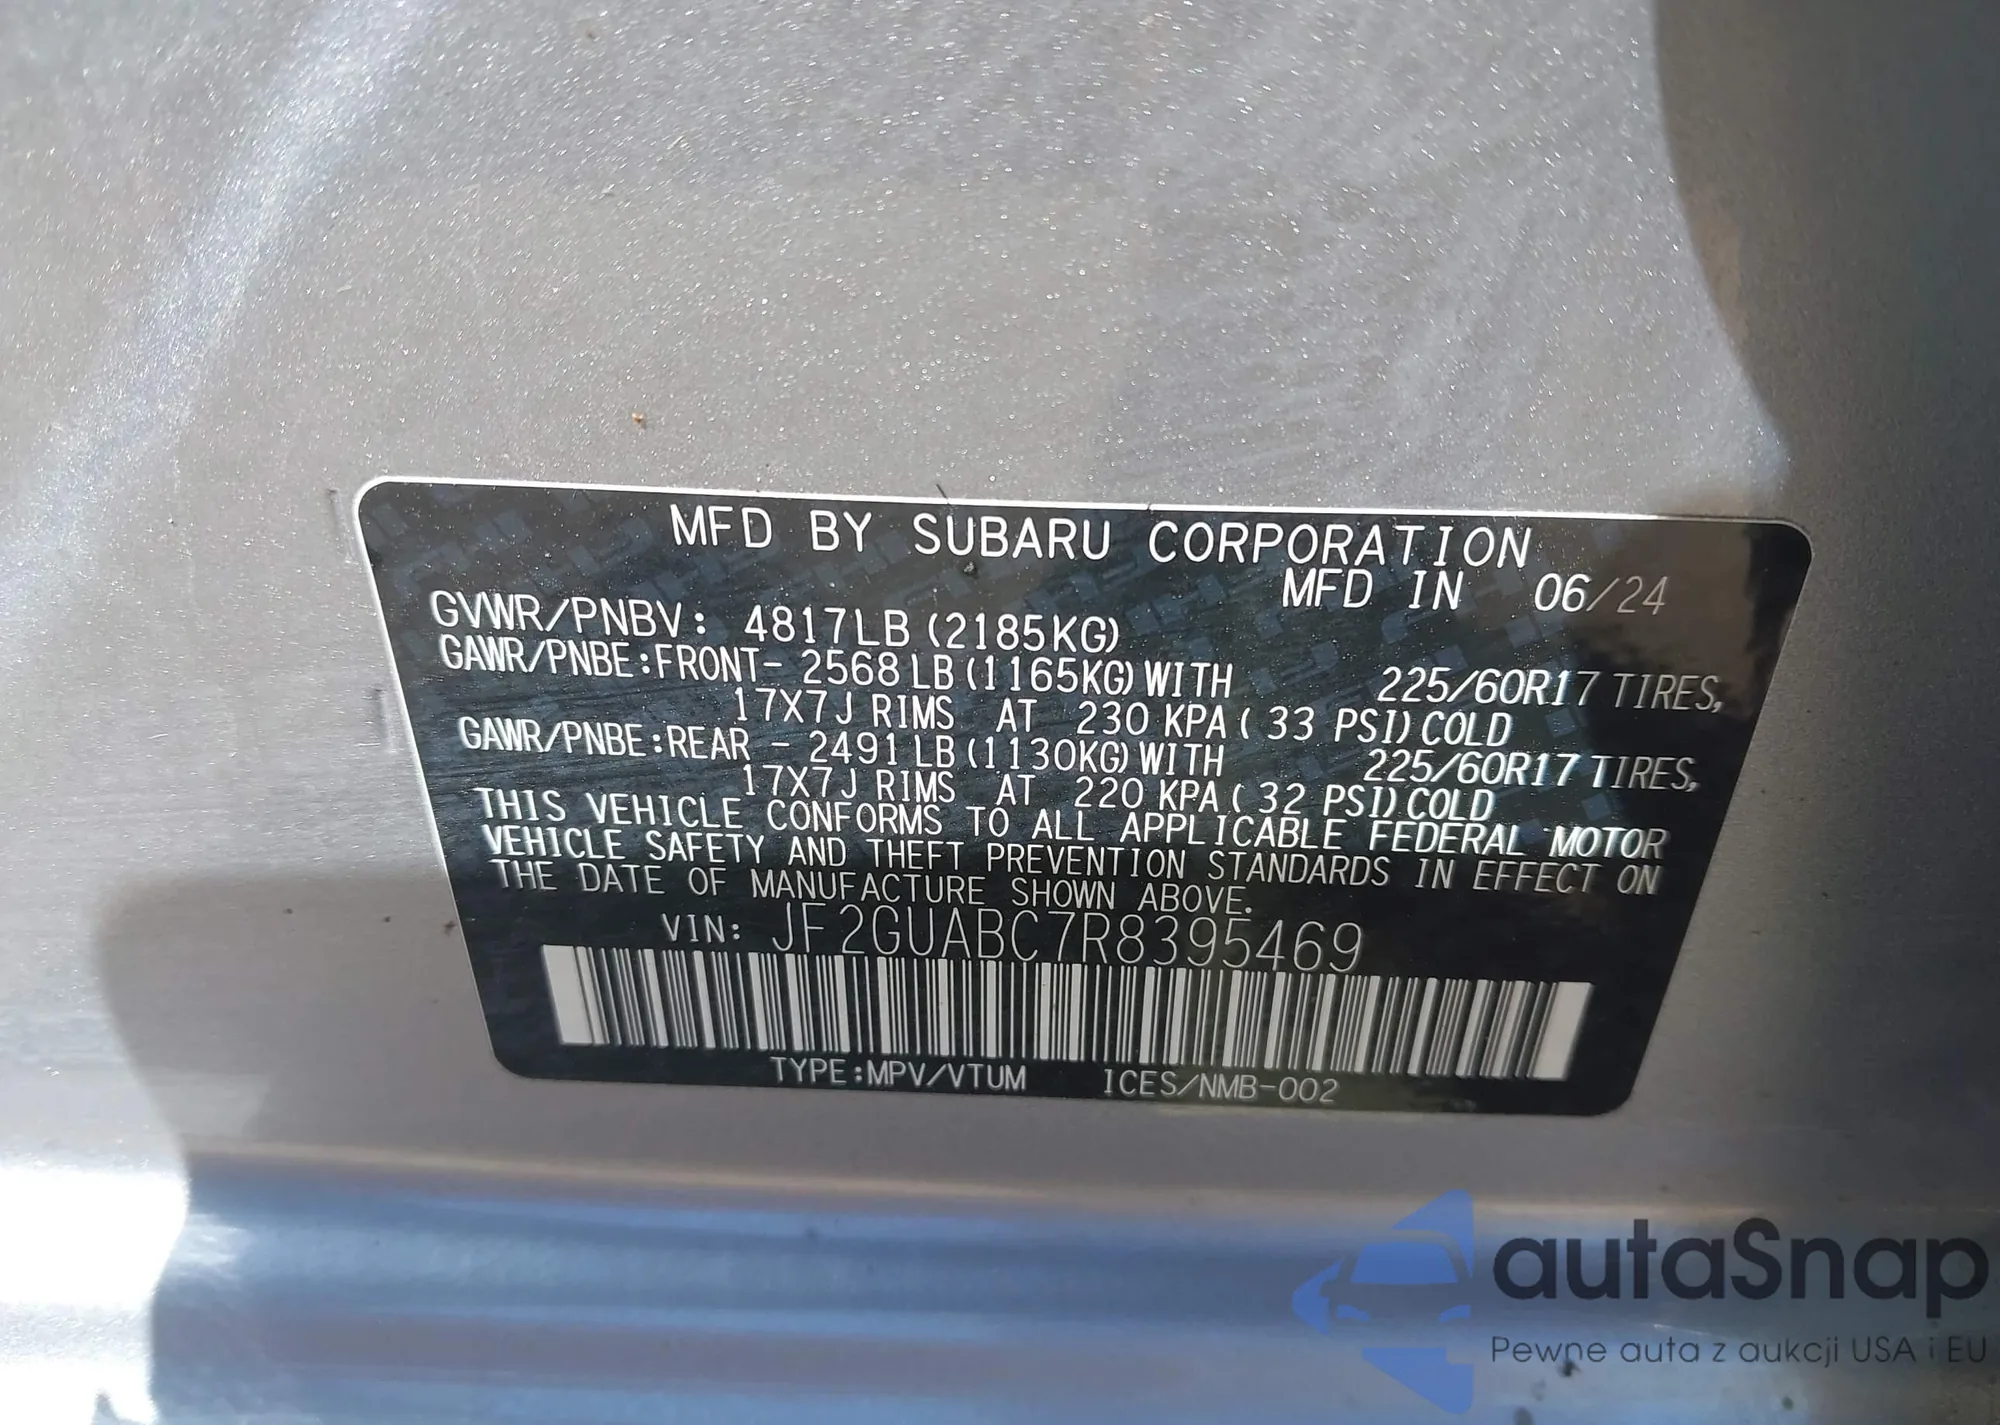 MFD BY SUBARU CORPORATION
MFD IN 06/24
GVWR/PNBV: 4817LB (2185KG)
GAWR/PNBE:FRONT- 2568LB (1165KG) WITH 225/60R17 TIRES,
17X7J RIMS AT 230 KPA ( 33 PSI) COLD
GAWR/PNBE:REAR - 2491LB (1130KG) WITH 225/60R17 TIRES,
17X7J RIMS AT 220 KPA ( 32 PSI) COLD
THIS VEHICLE CONFORMS TO ALL APPLICABLE FEDERAL MOTOR
VEHICLE SAFETY AND THEFT PREVENTION STANDARDS IN EFFECT ON
THE DATE OF MANUFACTURE SHOWN ABOVE.
VIN: JF2GUABC7R8395469
TYPE:MPV/VTUM ICES/NMB-002
autaSnap
Pewne auta z aukcji USA i EU